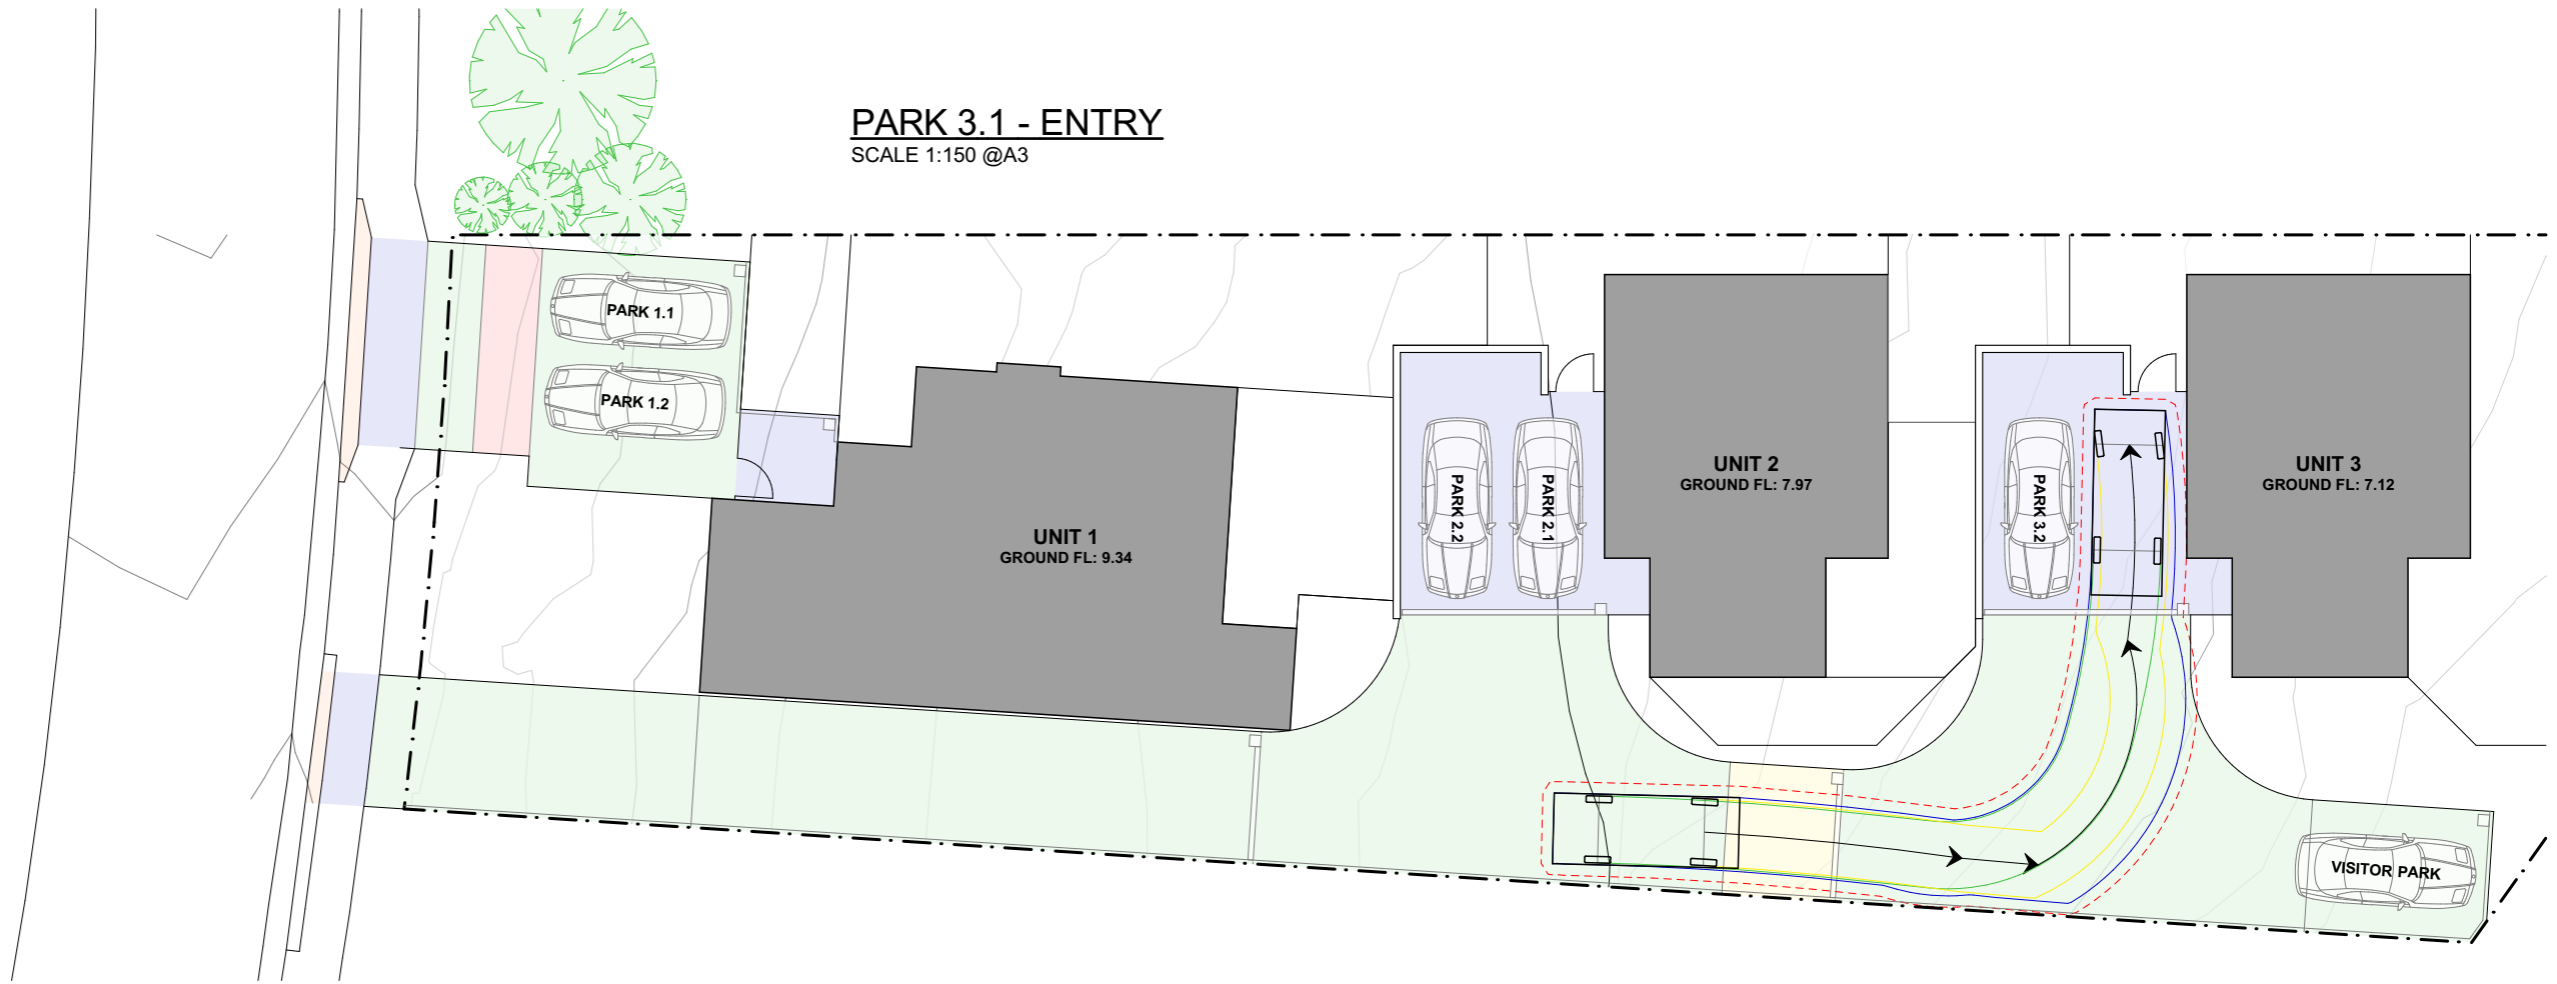 PARK 3.1 - ENTRY
SCALE 1:150 @A3
PARK 1.1
PARK 1.2
UNIT 1
GROUND FL: 9.34
PARK 2.2
PARK 2.1
UNIT 2
GROUND FL: 7.97
PARK 3.2
UNIT 3
GROUND FL: 7.12
VISITOR PARK